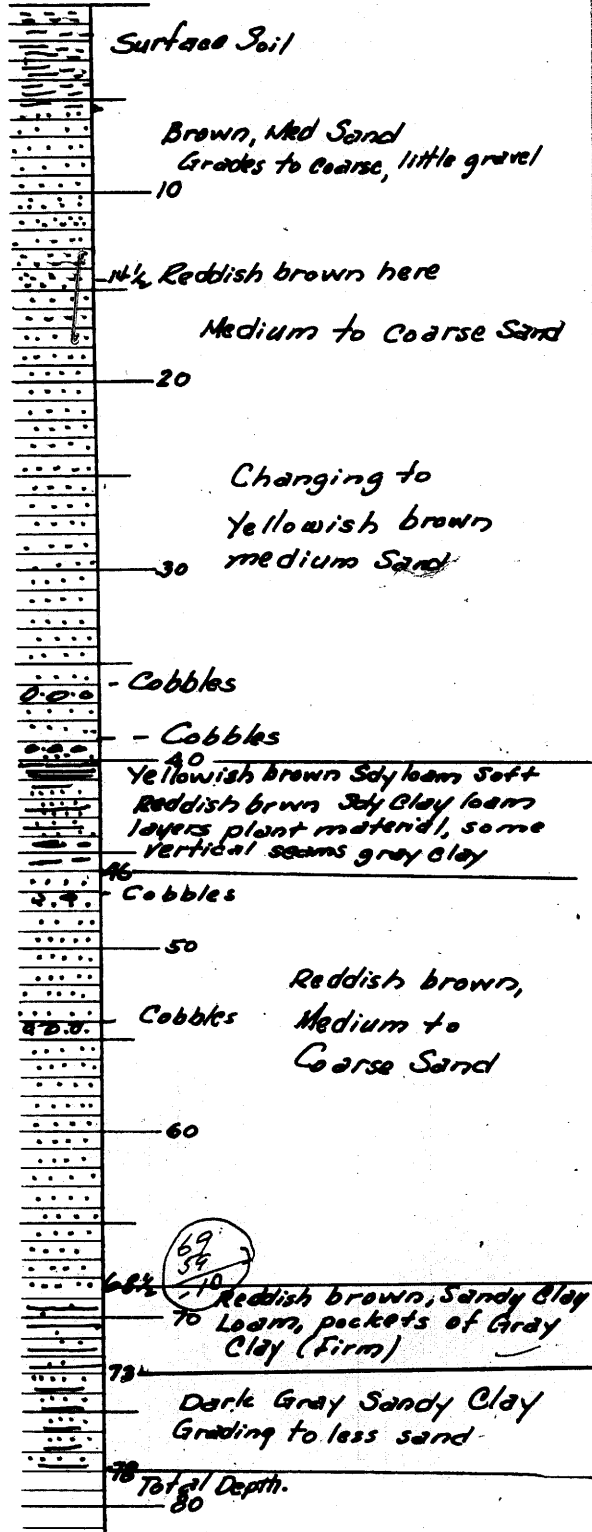 Surface Soil
Brown, Med Sand
Grades to coarse, little gravel
10
14½ Reddish brown here
Medium to Coarse Sand
20
Changing to
Yellowish brown
30 medium Sand
- Cobbles
- Cobbles
40
Yellowish brown Sdy loam soft
Reddish brwn Sdy Clay loam
layers plant material, some
vertical seams gray clay
46
- Cobbles
50
Reddish brown,
Cobbles Medium to
Coarse Sand
60
69
59
10
68½
Reddish brown, Sandy Clay
70 Loam, pockets of Gray
Clay (Firm)
73
Dark Gray Sandy Clay
Grading to less sand
78
Total Depth.
80